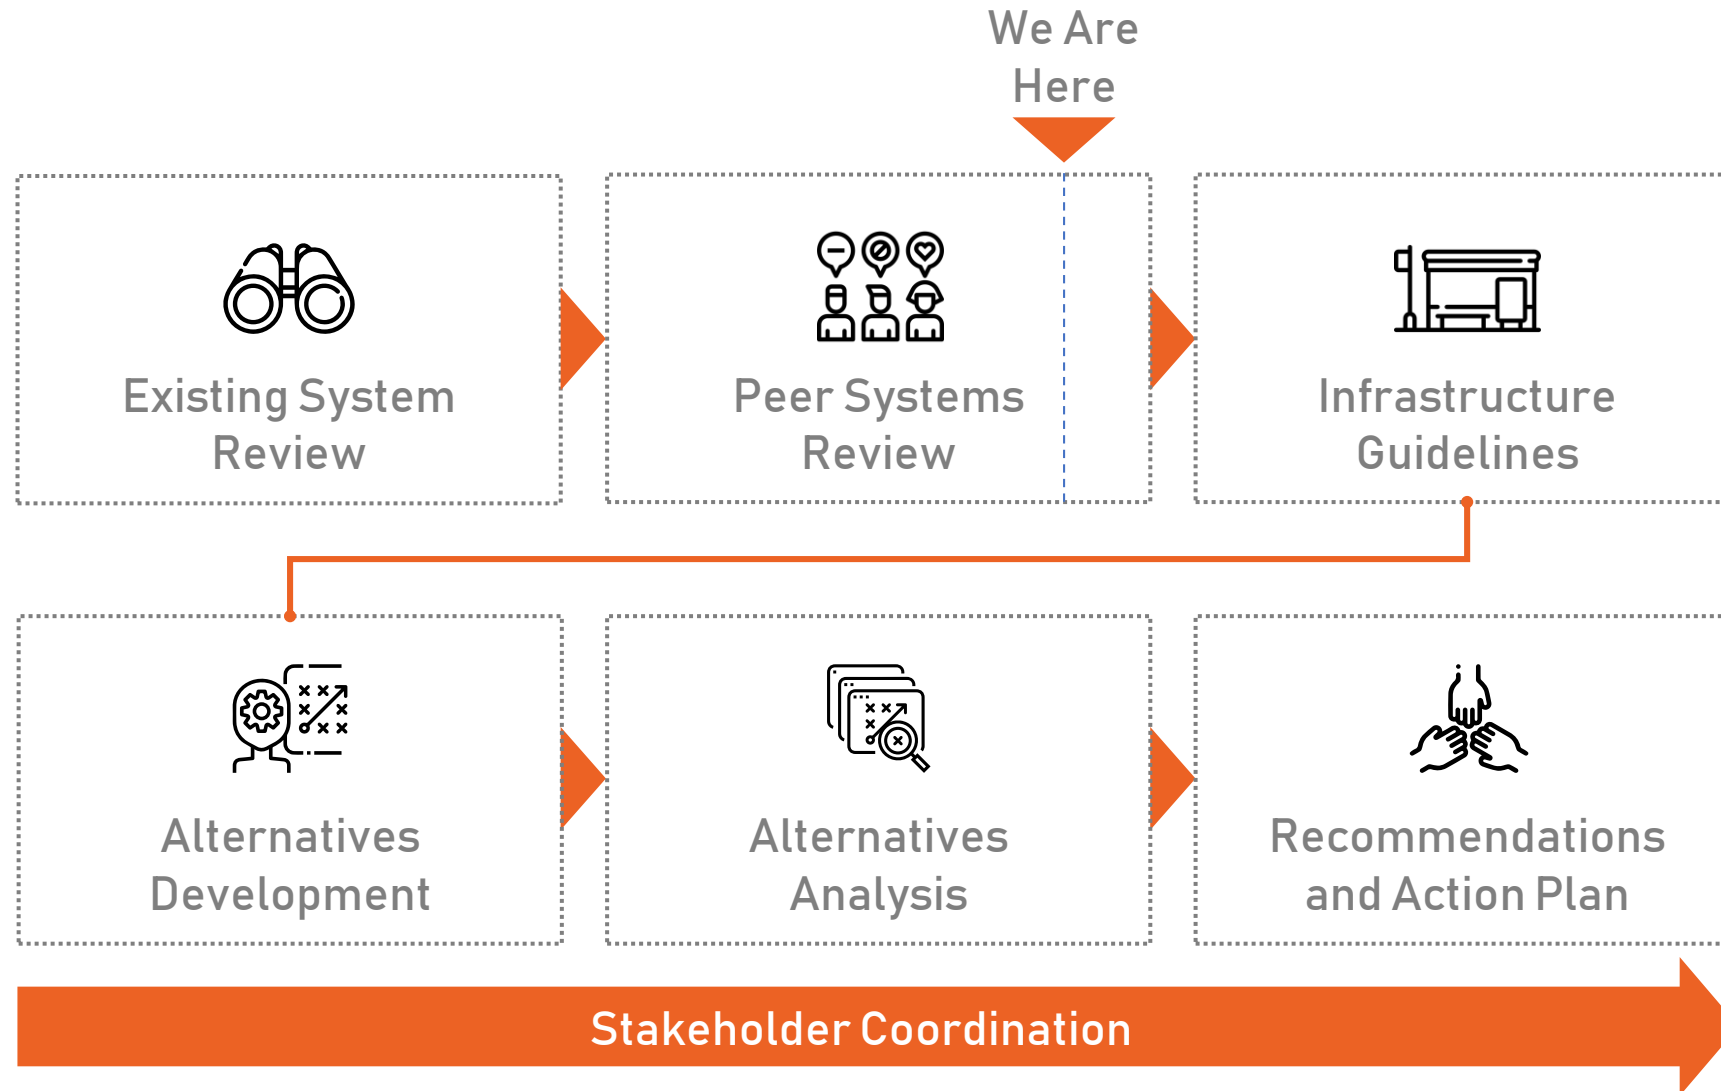 We Are
Here
Existing System
Review
Peer Systems
Review
Infrastructure
Guidelines
Alternatives
Development
Alternatives
Analysis
Recommendations
and Action Plan
Stakeholder Coordination